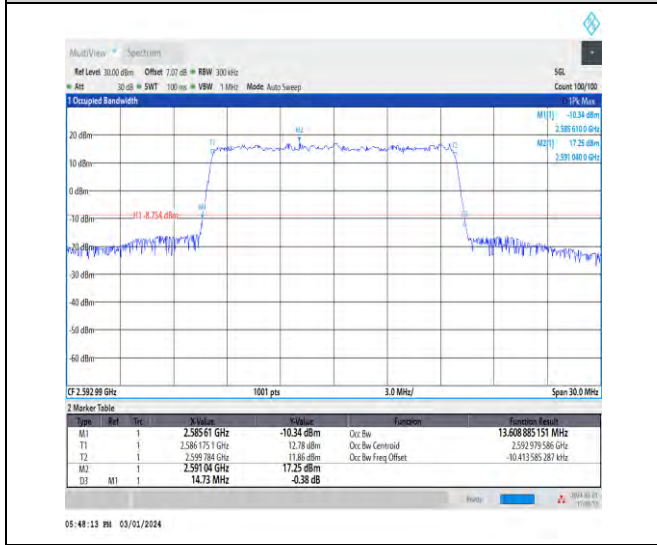 MultiView Spectrum
Ref Level 30.00 dBm Offset 7.07 dB RBW 300 kHz SGL
Att 30 dB SWT 100 ms VBW 1 MHz Mode Auto Sweep Count 100/100
1 Occupied Bandwidth 1Pk Max
M1[1] -10.34 dBm
2.585 610 0 GHz
M2[1] 17.25 dBm
2.591 040 0 GHz
20 dBm
M2
T1
T2
10 dBm
0 dBm
M1
H1 -8.754 dBm
-10 dBm
-20 dBm
-30 dBm
-40 dBm
-50 dBm
-60 dBm
CF 2.592 99 GHz 1001 pts 3.0 MHz/ Span 30.0 MHz
2 Marker Table
Type Ref Trc X-Value Y-Value Function Function Result
M1 1 2.585 61 GHz -10.34 dBm Occ Bw 13.608 885 151 MHz
T1 1 2.586 175 1 GHz 12.78 dBm Occ Bw Centroid 2.592 979 586 GHz
T2 1 2.599 784 GHz 11.86 dBm Occ Bw Freq Offset -10.413 585 287 kHz
M2 1 2.591 04 GHz 17.25 dBm
D3 M1 1 14.73 MHz -0.38 dB
05:48:13 PM 03/01/2024